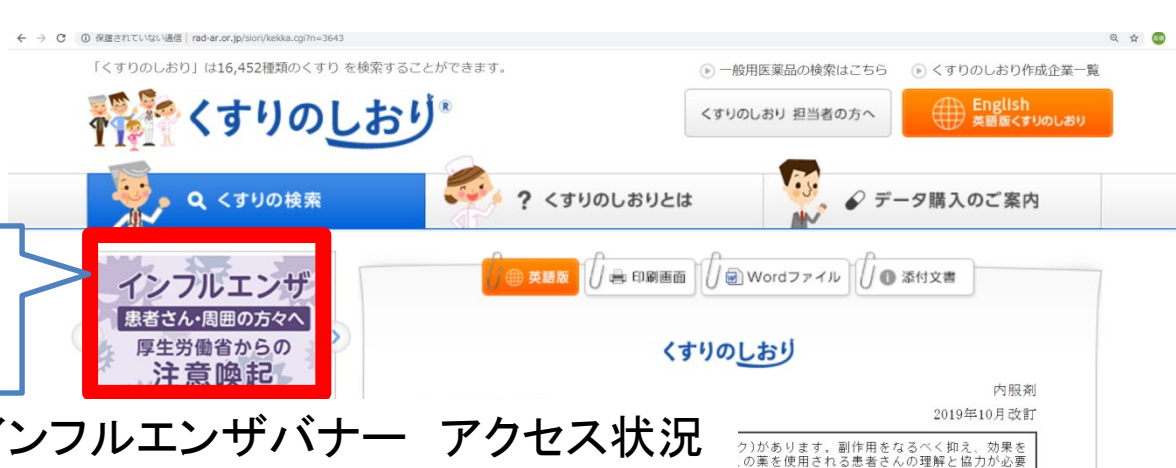 保護されていない通信 | rad-ar.or.jp/siori/kekka.cgi?n=3643
「くすりのしおり」は16,452種類のくすり を検索することができます。
一般用医薬品の検索はこちら
くすりのしおり作成企業一覧
くすりのしおり®
くすりのしおり 担当者の方へ
English
英語版くすりのしおり
くすりの検索
? くすりのしおりとは
データ購入のご案内
インフルエンザ
患者さん・周囲の方々へ
厚生労働省からの
注意喚起
英語版
印刷画面
Wordファイル
添付文書
くすりのしおり
内服剤
2019年10月改訂
ンフルエンザバナー アクセス状況
ク)があります。副作用をなるべく抑え、効果を
の薬を使用される患者さんの理解と協力が必要